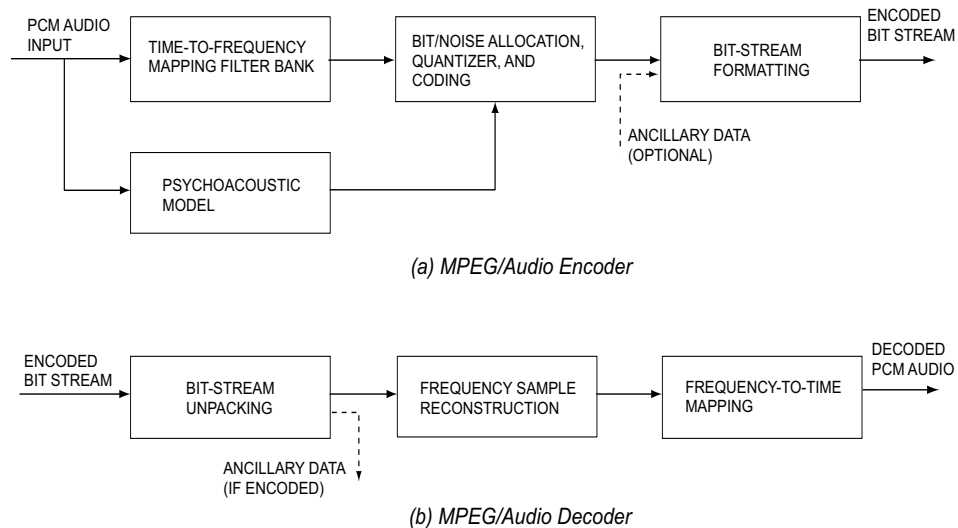 PCM AUDIO
INPUT
TIME-TO-FREQUENCY
MAPPING FILTER BANK
BIT/NOISE ALLOCATION,
QUANTIZER, AND
CODING
BIT-STREAM
FORMATTING
ENCODED
BIT STREAM
ANCILLARY DATA
(OPTIONAL)
PSYCHOACOUSTIC
MODEL
(a) MPEG/Audio Encoder
ENCODED
BIT STREAM
BIT-STREAM
UNPACKING
FREQUENCY SAMPLE
RECONSTRUCTION
FREQUENCY-TO-TIME
MAPPING
DECODED
PCM AUDIO
ANCILLARY DATA
(IF ENCODED)
(b) MPEG/Audio Decoder